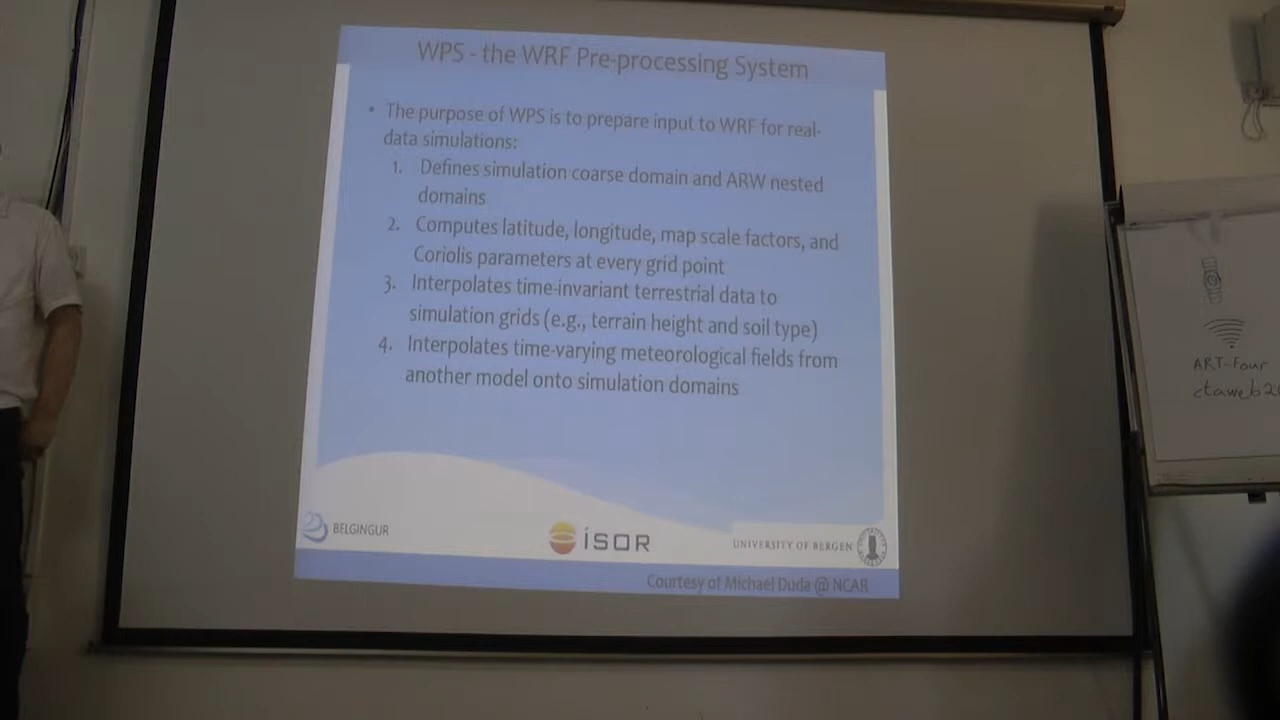 WPS - the WRF Pre-processing System
• The purpose of WPS is to prepare input to WRF for real-
data simulations:
1. Defines simulation coarse domain and ARW nested
domains
2. Computes latitude, longitude, map scale factors, and
Coriolis parameters at every grid point
3. Interpolates time-invariant terrestrial data to
simulation grids (e.g., terrain height and soil type)
4. Interpolates time-varying meteorological fields from
another model onto simulation domains
BELGINGUR
ÍSOR
UNIVERSITY OF BERGEN
Courtesy of Michael Duda @ NCAR
ART-Four